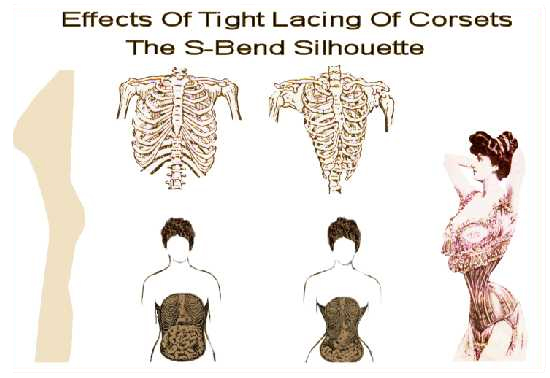 Effects Of Tight Lacing Of Corsets
The S-Bend Silhouette